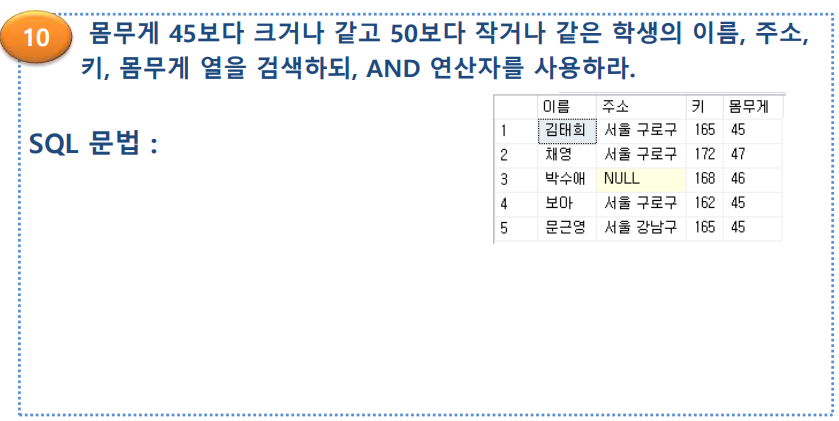 10 몸무게 45보다 크거나 같고 50보다 작거나 같은 학생의 이름, 주소,
키, 몸무게 열을 검색하되, AND 연산자를 사용하라.
SQL 문법 :
이름 주소 키 몸무게
1 김태희 서울 구로구 165 45
2 채영 서울 구로구 172 47
3 박수애 NULL 168 46
4 보아 서울 구로구 162 45
5 문근영 서울 강남구 165 45